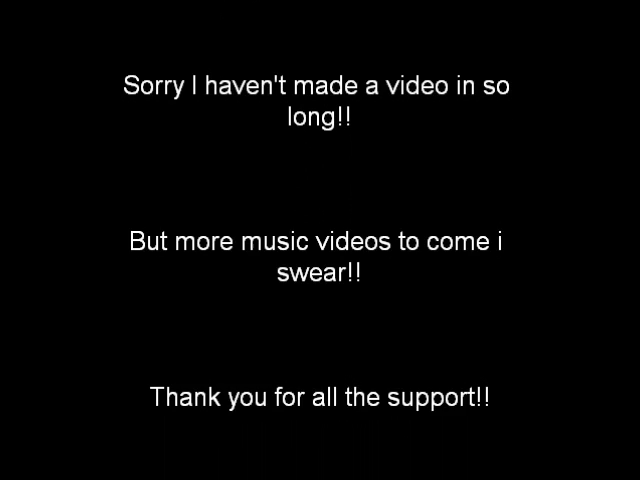 Sorry I haven't made a video in so
long!!
But more music videos to come i
swear!!
Thank you for all the support!!